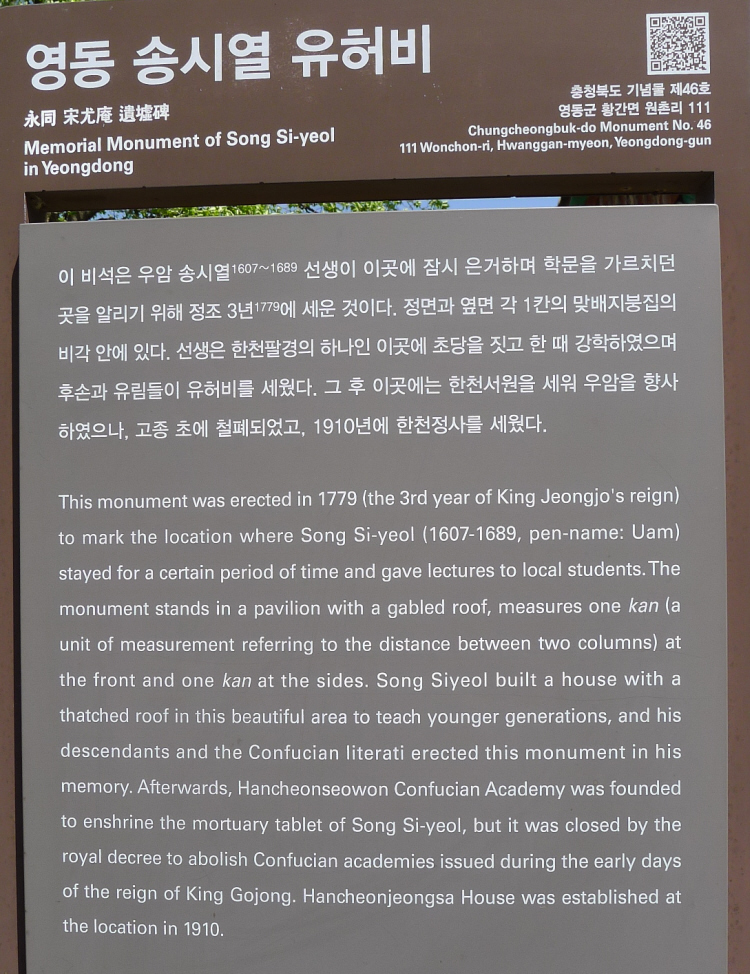 영동 송시열 유허비
永同 宋尤庵 遺墟碑
Memorial Monument of Song Si-yeol
in Yeongdong
충청북도 기념물 제46호
영동군 황간면 원촌리 111
Chungcheongbuk-do Monument No. 46
111 Wonchon-ri, Hwanggan-myeon, Yeongdong-gun
이 비석은 우암 송시열1607~1689 선생이 이곳에 잠시 은거하며 학문을 가르치던
곳을 알리기 위해 정조 3년1779에 세운 것이다. 정면과 옆면 각 1칸의 맞배지붕집의
비각 안에 있다. 선생은 한천팔경의 하나인 이곳에 초당을 짓고 한 때 강학하였으며
후손과 유림들이 유허비를 세웠다. 그 후 이곳에는 한천서원을 세워 우암을 향사
하였으나, 고종 초에 철폐되었고, 1910년에 한천정사를 세웠다.
This monument was erected in 1779 (the 3rd year of King Jeongjo's reign)
to mark the location where Song Si-yeol (1607-1689, pen-name: Uam)
stayed for a certain period of time and gave lectures to local students. The
monument stands in a pavilion with a gabled roof, measures one kan (a
unit of measurement referring to the distance between two columns) at
the front and one kan at the sides. Song Siyeol built a house with a
thatched roof in this beautiful area to teach younger generations, and his
descendants and the Confucian literati erected this monument in his
memory. Afterwards, Hancheonseowon Confucian Academy was founded
to enshrine the mortuary tablet of Song Si-yeol, but it was closed by the
royal decree to abolish Confucian academies issued during the early days
of the reign of King Gojong. Hancheonjeongsa House was established at
the location in 1910.